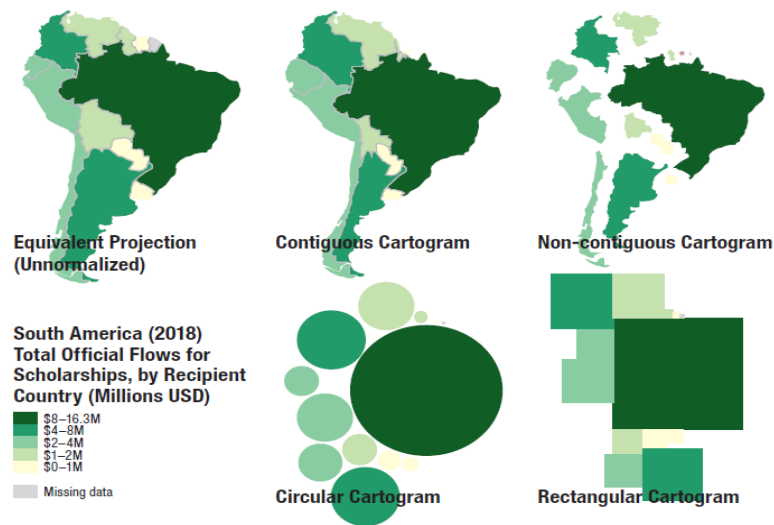 Equivalent Projection
(Unnormalized)
Contiguous Cartogram
Non-contiguous Cartogram
South America (2018)
Total Official Flows for
Scholarships, by Recipient
Country (Millions USD)
$8–16.3M
$4–8M
$2–4M
$1–2M
$0–1M
Missing data
Circular Cartogram
Rectangular Cartogram